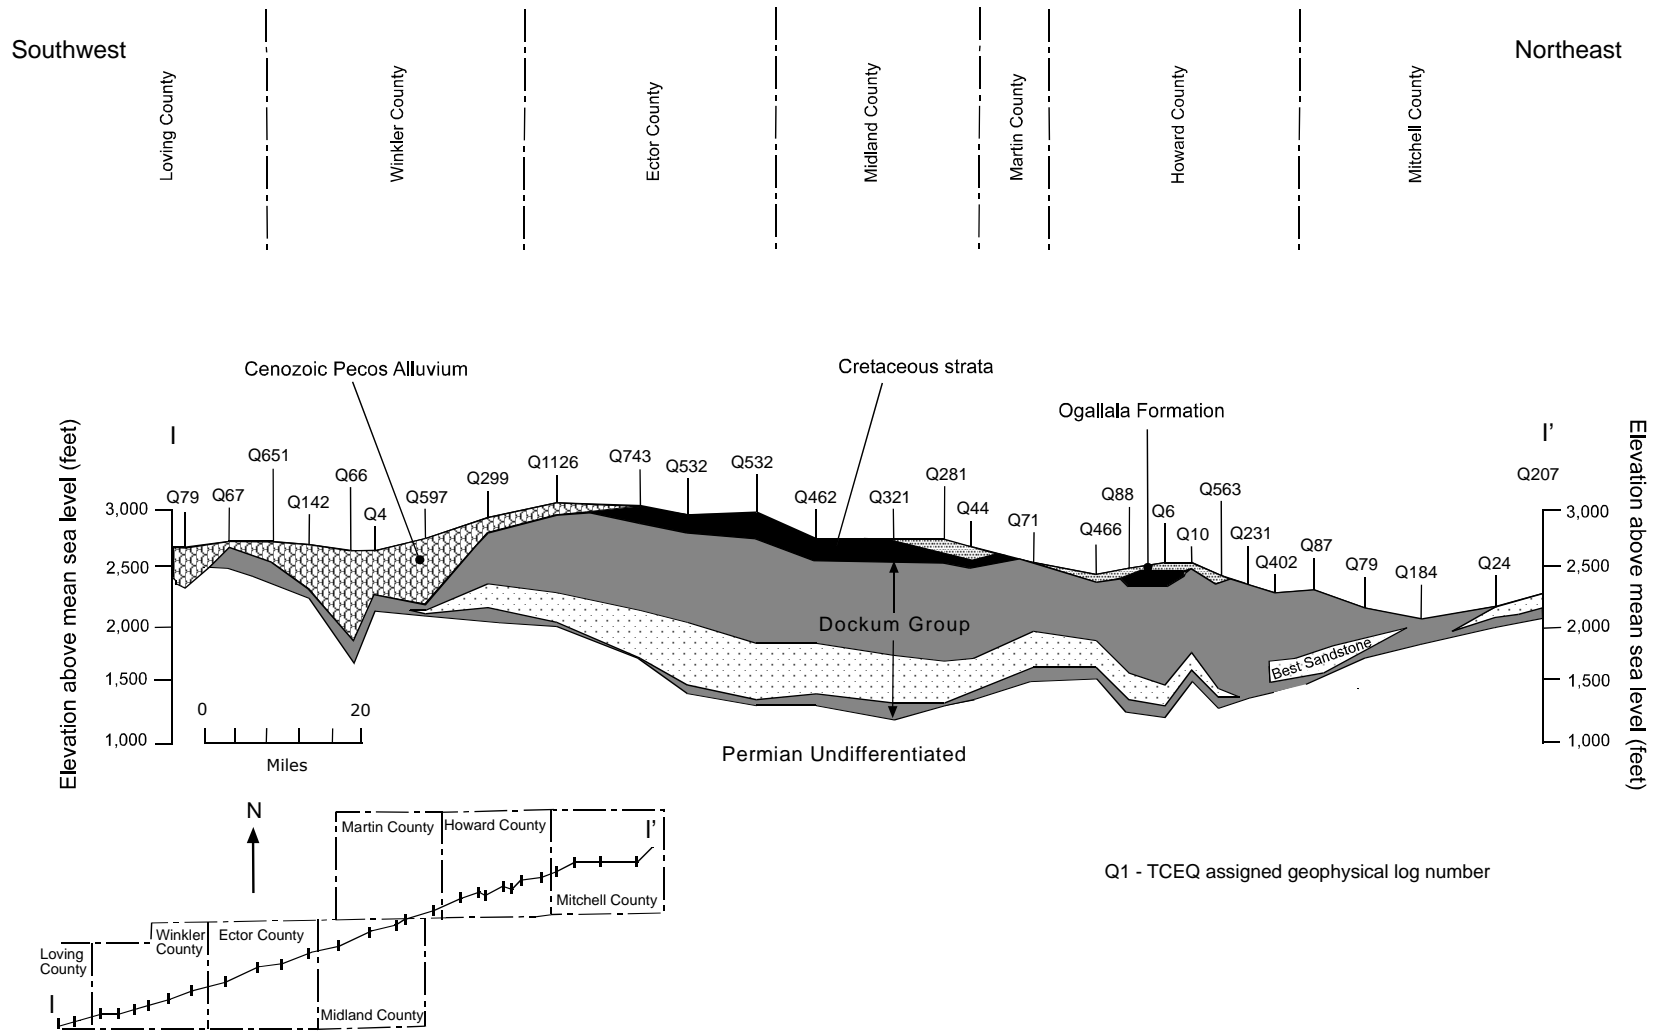 Southwest
Northeast
Loving County
Winkler County
Ector County
Midland County
Martin County
Howard County
Mitchell County
Cenozoic Pecos Alluvium
Cretaceous strata
Ogallala Formation
I
I’
Elevation above mean sea level (feet)
Elevation above mean sea level (feet)
Q79
Q67
Q651
Q142
Q66
Q4
Q597
Q299
Q1126
Q743
Q532
Q532
Q462
Q321
Q281
Q44
Q71
Q466
Q88
Q6
Q10
Q563
Q231
Q402
Q87
Q79
Q184
Q24
Q207
3,000
2,500
2,000
1,500
1,000
3,000
2,500
2,000
1,500
1,000
Dockum Group
Best Sandstone
0
20
Miles
Permian Undifferentiated
N
Martin County
Howard County
I’
Mitchell County
Winkler
County
Ector County
Loving
County
I
Midland County
Q1 - TCEQ assigned geophysical log number